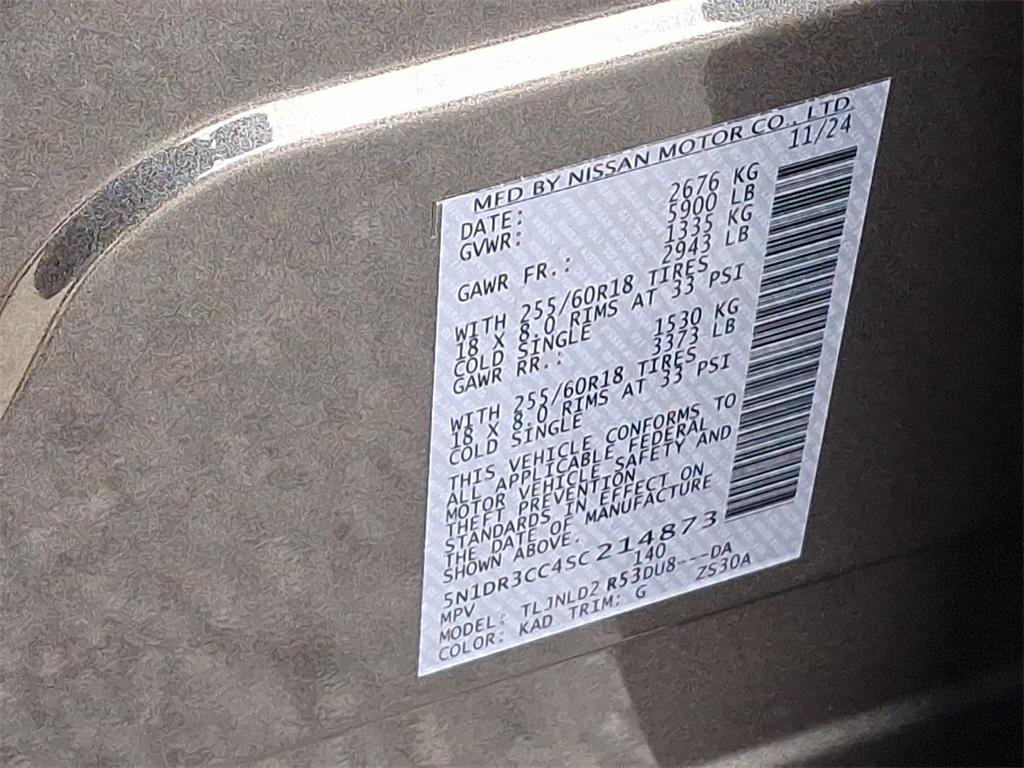 MFD BY NISSAN MOTOR CO., LTD.
DATE: 11/24
GVWR: 2676 KG
5900 LB
GAWR FR.: 1335 KG
2943 LB
WITH 255/60R18 TIRES
18 X 8.0 RIMS AT 33 PSI
COLD SINGLE
GAWR RR.: 1530 KG
3373 LB
WITH 255/60R18 TIRES
18 X 8.0 RIMS AT 33 PSI
COLD SINGLE
THIS VEHICLE CONFORMS TO
ALL APPLICABLE FEDERAL
MOTOR VEHICLE SAFETY AND
THEFT PREVENTION
STANDARDS IN EFFECT ON
THE DATE OF MANUFACTURE
SHOWN ABOVE.
5N1DR3CC4SC214873
MPV 140
MODEL: TLJNLD2 R53DU8---DA
COLOR: KAD TRIM: G ZS30A